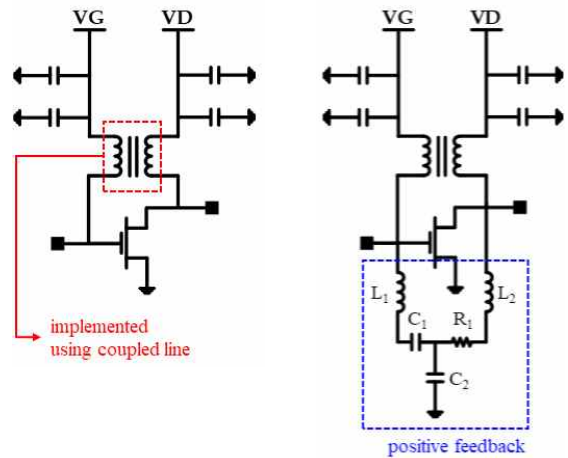 VG VD
VG VD
implemented
using coupled line
L1 L2
C1 R1
C2
positive feedback